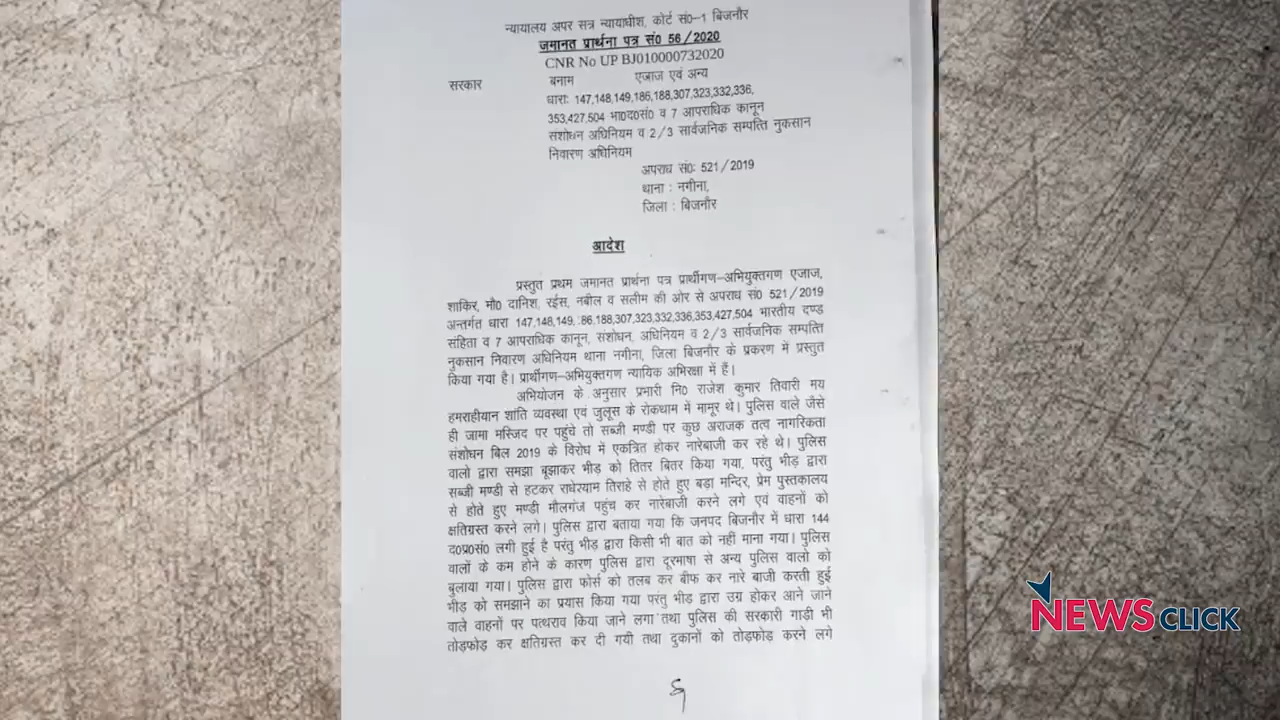 न्यायालय अपर सत्र न्यायाधीश, कोर्ट सं0-1 बिजनौर
जमानत प्रार्थना पत्र सं0 56/2020
CNR No UP BJ010000732020
सरकार बनाम एजाज एवं अन्य
धारा: 147,148,149,186,188,307,323,332,336,
353,427,504 भा0द0सं0 व 7 आपराधिक कानून
संशोधन अधिनियम व 2/3 सार्वजनिक सम्पत्ति नुकसान
निवारण अधिनियम
अपराध सं0: 521/2019
थाना : नगीना,
जिला : बिजनौर
आदेश
प्रस्तुत प्रथम जमानत प्रार्थना पत्र प्रार्थीगण–अभियुक्तगण एजाज,
शाकिर, मौ0 दानिश, रईस, नबील व सलीम की ओर से अपराध सं0 521/2019
अन्तर्गत धारा 147,148,149,:86,188,307,323,332,336,353,427,504 भारतीय दण्ड
संहिता व 7 आपराधिक कानून, संशोधन, अधिनियम व 2/3 सार्वजनिक सम्पत्ति
नुकसान निवारण अधिनियम थाना नगीना, जिला बिजनौर के प्रकरण में प्रस्तुत
किया गया है। प्रार्थीगण–अभियुक्तगण न्यायिक अभिरक्षा में हैं।
अभियोजन के अनुसार प्रभारी नि0 राजेश कुमार तिवारी मय
हमराहीयान शांति व्यवस्था एवं जुलूस के रोकथाम में मामूर थे। पुलिस वाले जैसे
ही जामा मस्जिद पर पहुंचे तो सब्जी मण्डी पर कुछ अराजक तत्व नागरिकता
संशोधन बिल 2019 के विरोध में एकत्रित होकर नारेबाजी कर रहे थे। पुलिस
वालो द्वारा समझा बूझाकर भीड़ को तितर बितर किया गया, परंतु भीड़ द्वारा
सब्जी मण्डी से हटकर राधेश्याम तिराहे से होते हुए बड़ा मन्दिर, प्रेम पुस्तकालय
से होते हुए मण्डी मौलगंज पहुंच कर नारेबाजी करने लगे एवं वाहनों को
क्षतिग्रस्त करने लगे। पुलिस द्वारा बताया गया कि जनपद बिजनौर में धारा 144
द0प्र0सं0 लगी हुई है परंतु भीड़ द्वारा किसी भी बात को नहीं माना गया। पुलिस
वालों के कम होने के कारण पुलिस द्वारा दूरभाषा से अन्य पुलिस वालो को
बुलाया गया। पुलिस द्वारा फोर्स को तलब कर बीफ कर नारे बाजी करती हुई
भीड़ को समझाने का प्रयास किया गया परंतु भीड़ द्वारा उग्र होकर आने जाने
वाले वाहनों पर पत्थराव किया जाने लगा तथा पुलिस की सरकारी गाडी भी
तोड़फोड़ कर क्षतिग्रस्त कर दी गयी तथा दुकानों को तोड़फोड करने लगे
NEWSCLICK